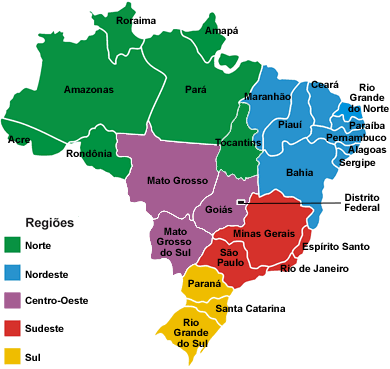 Roraima
Amapá
Amazonas
Pará
Maranhão
Ceará
Rio
Grande
do Norte
Paraíba
Piauí
Pernambuco
Alagoas
Sergipe
Acre
Rondônia
Tocantins
Bahia
Mato Grosso
Distrito
Federal
Goiás
Mato
Grosso
do Sul
Minas Gerais
Espírito Santo
São
Paulo
Rio de Janeiro
Paraná
Santa Catarina
Rio
Grande
do Sul
Regiões
Norte
Nordeste
Centro-Oeste
Sudeste
Sul